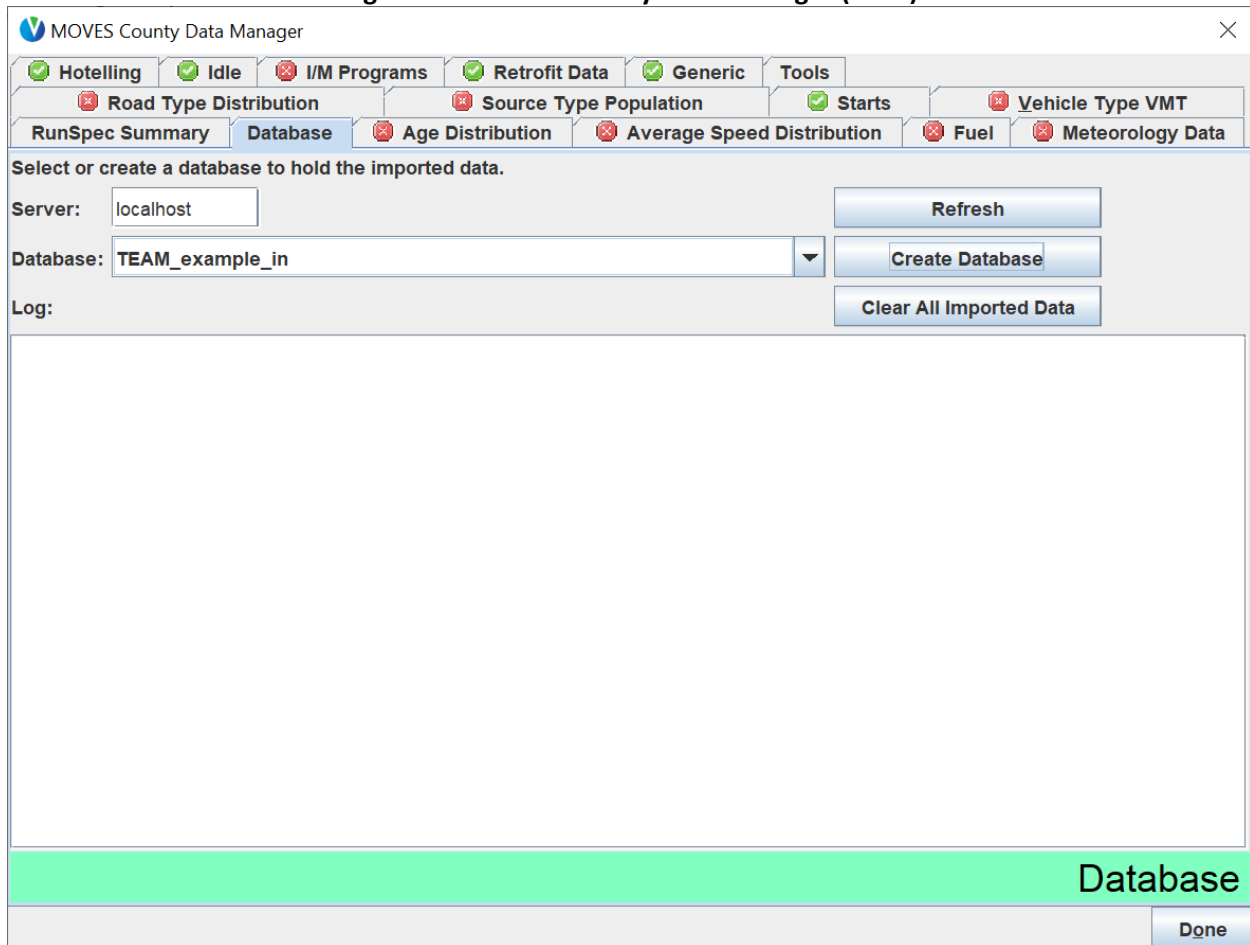 MOVES County Data Manager
Hotelling Idle I/M Programs Retrofit Data Generic Tools
Road Type Distribution Source Type Population Starts Vehicle Type VMT
RunSpec Summary Database Age Distribution Average Speed Distribution Fuel Meteorology Data
Select or create a database to hold the imported data.
Server: localhost Refresh
Database: TEAM_example_in Create Database
Log: Clear All Imported Data
Database
Done